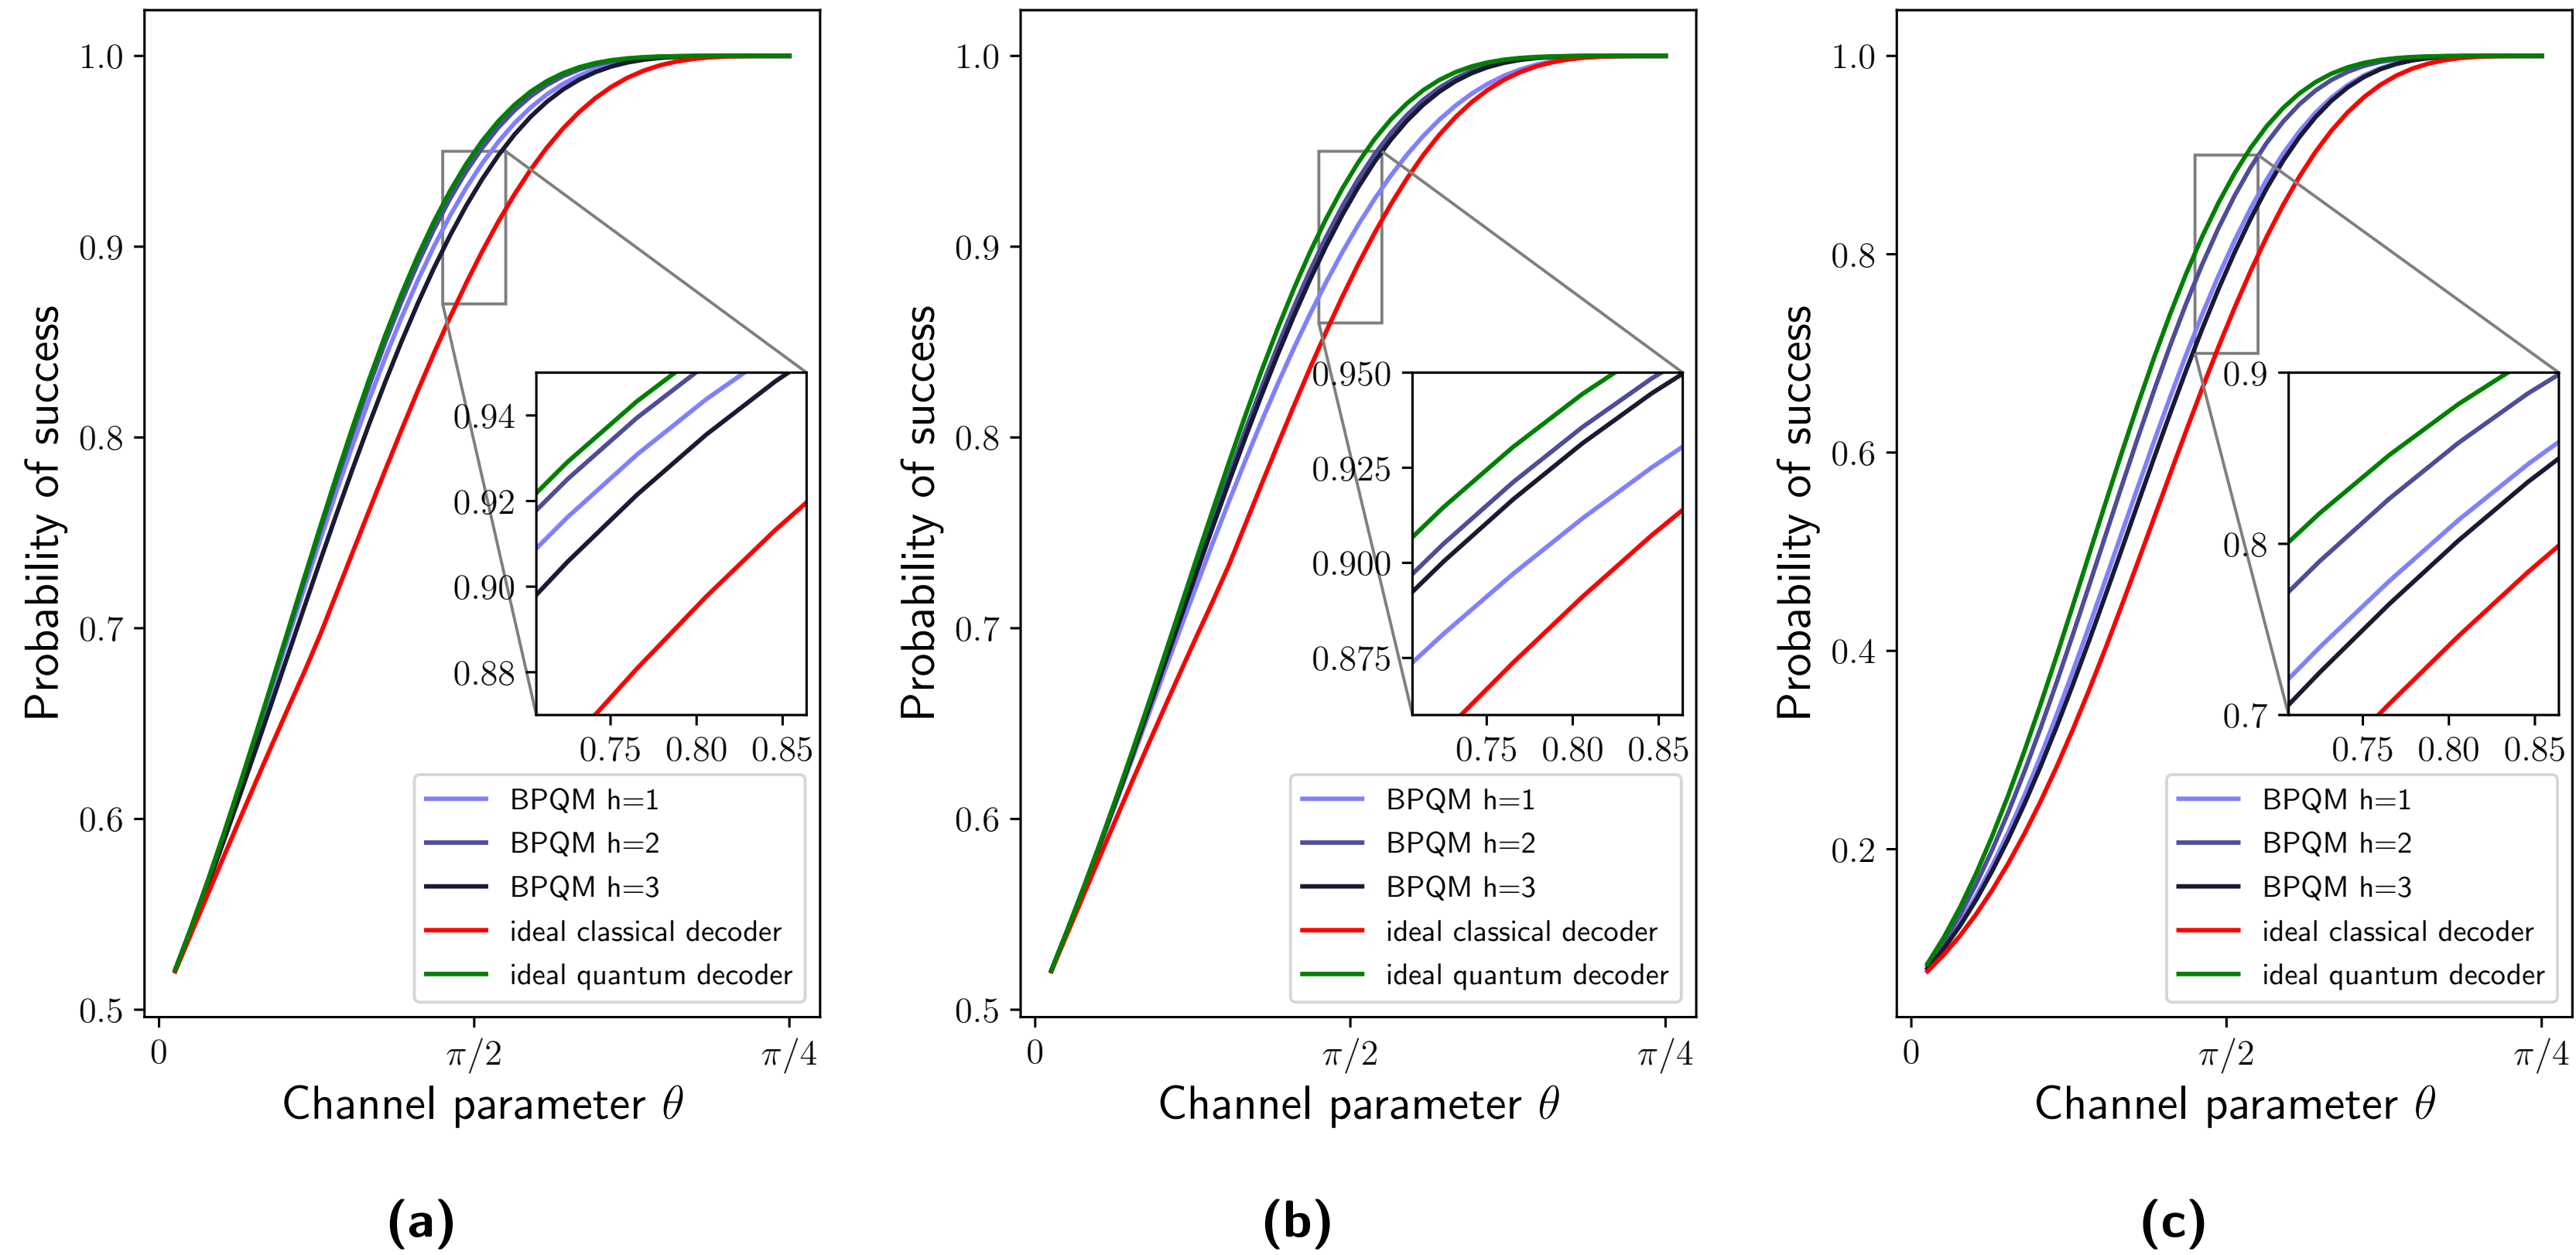 Probability of success
1.0
0.9
0.8
0.7
0.6
0.5
0
π/2
π/4
Channel parameter θ
0.94
0.92
0.90
0.88
0.75 0.80 0.85
BPQM h=1
BPQM h=2
BPQM h=3
ideal classical decoder
ideal quantum decoder
(a)
Probability of success
1.0
0.9
0.8
0.7
0.6
0.5
0
π/2
π/4
Channel parameter θ
0.950
0.925
0.900
0.875
0.75 0.80 0.85
BPQM h=1
BPQM h=2
BPQM h=3
ideal classical decoder
ideal quantum decoder
(b)
Probability of success
1.0
0.8
0.6
0.4
0.2
0
π/2
π/4
Channel parameter θ
0.9
0.8
0.7
0.75 0.80 0.85
BPQM h=1
BPQM h=2
BPQM h=3
ideal classical decoder
ideal quantum decoder
(c)